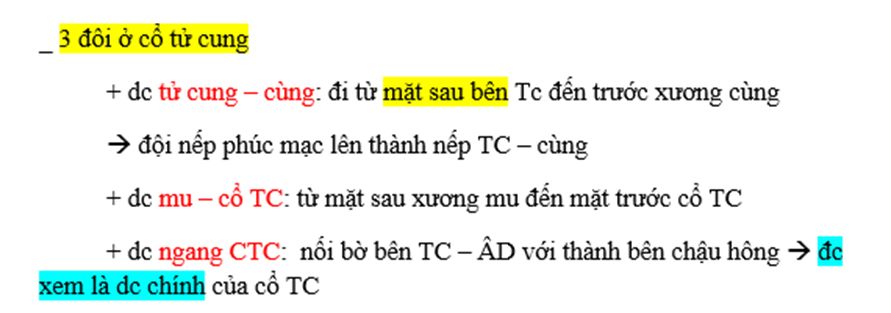 _ 3 đôi ở cổ tử cung
+ dc tử cung – cùng: đi từ mặt sau bên Tc đến trước xương cùng
→ đội nếp phúc mạc lên thành nếp TC – cùng
+ dc mu – cổ TC: từ mặt sau xương mu đến mặt trước cổ TC
+ dc ngang CTC: nối bờ bên TC – ÂD với thành bên chậu hông → đc
xem là dc chính của cổ TC